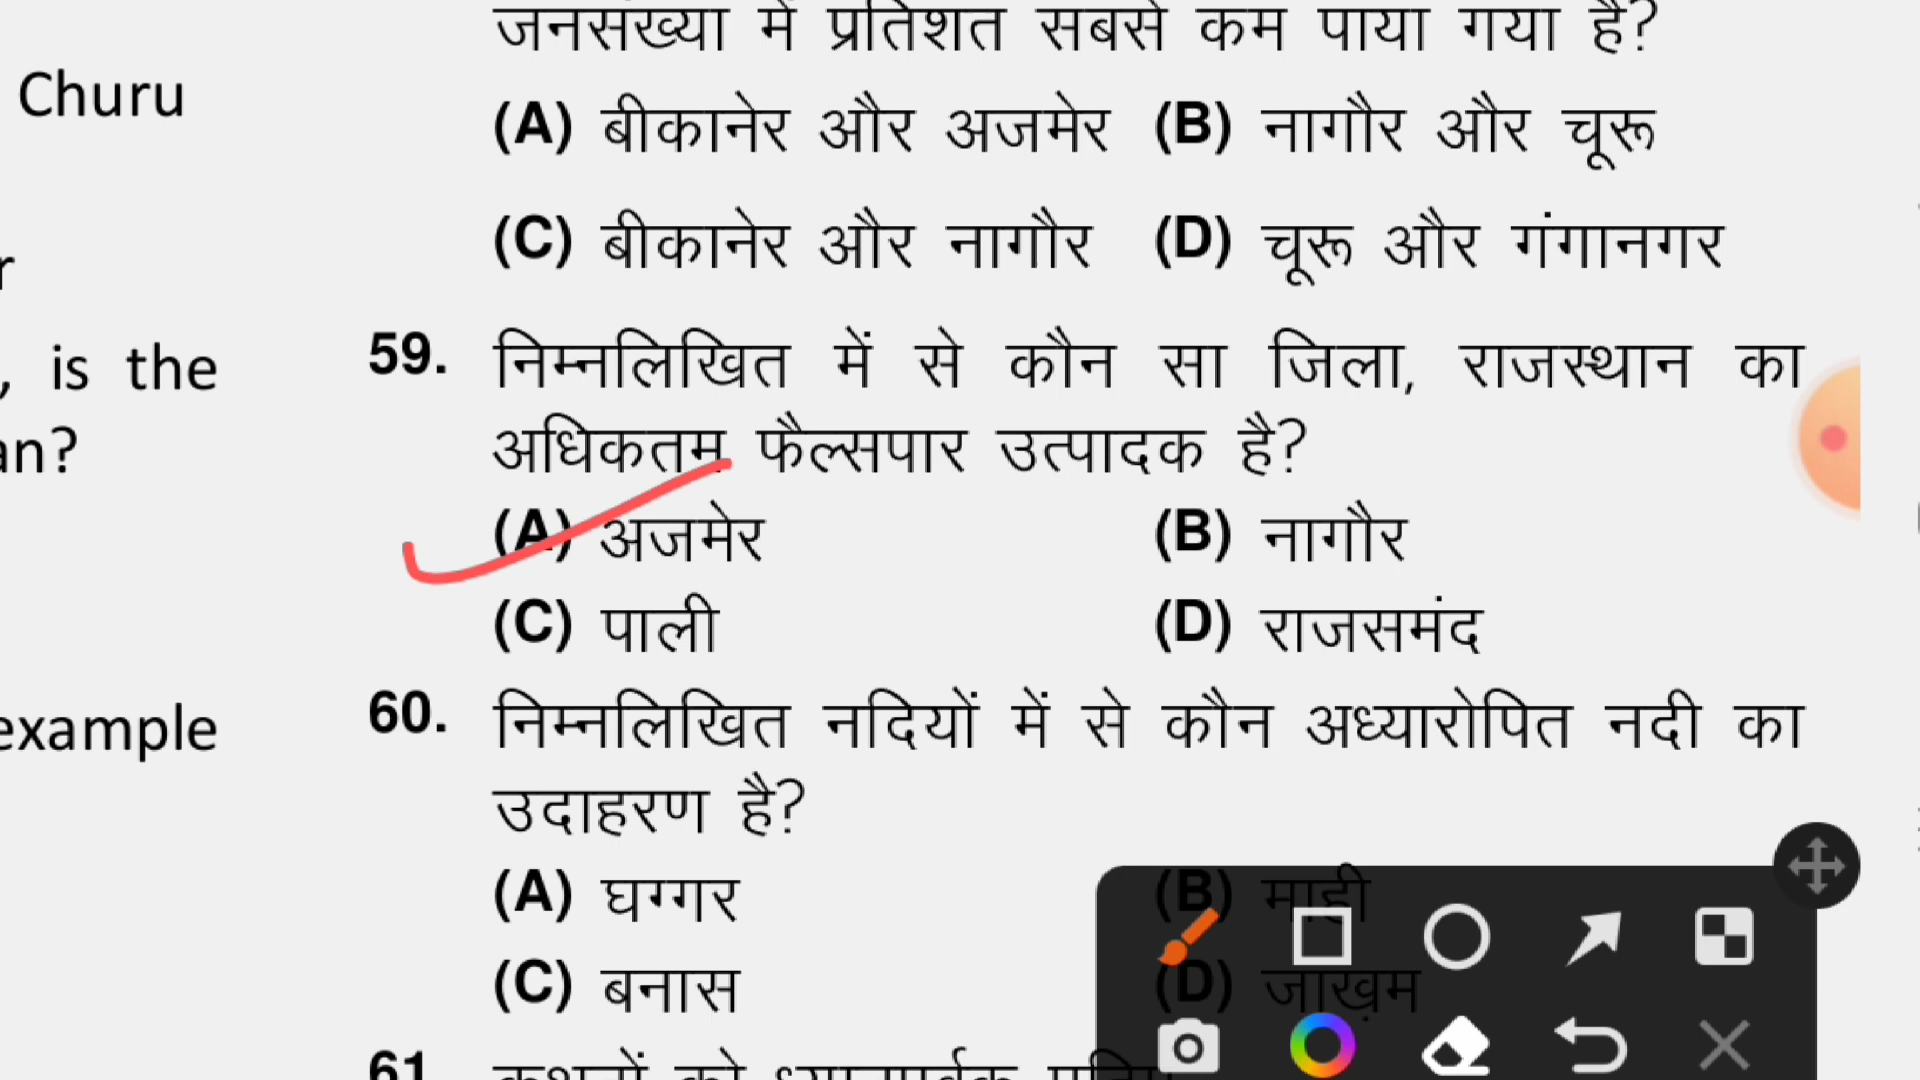 जनसंख्या में प्रतिशत सबसे कम पाया गया है?
Churu
(A) बीकानेर और अजमेर (B) नागौर और चूरू
(C) बीकानेर और नागौर (D) चूरू और गंगानगर
r
59. निम्नलिखित में से कौन सा जिला, राजस्थान का
, is the
अधिकतम फैल्सपार उत्पादक है?
an?
(A) अजमेर (B) नागौर
(C) पाली (D) राजसमंद
60. निम्नलिखित नदियों में से कौन अध्यारोपित नदी का
example
उदाहरण है?
(A) घग्गर (B) माही
(C) बनास (D) जाख़म
61